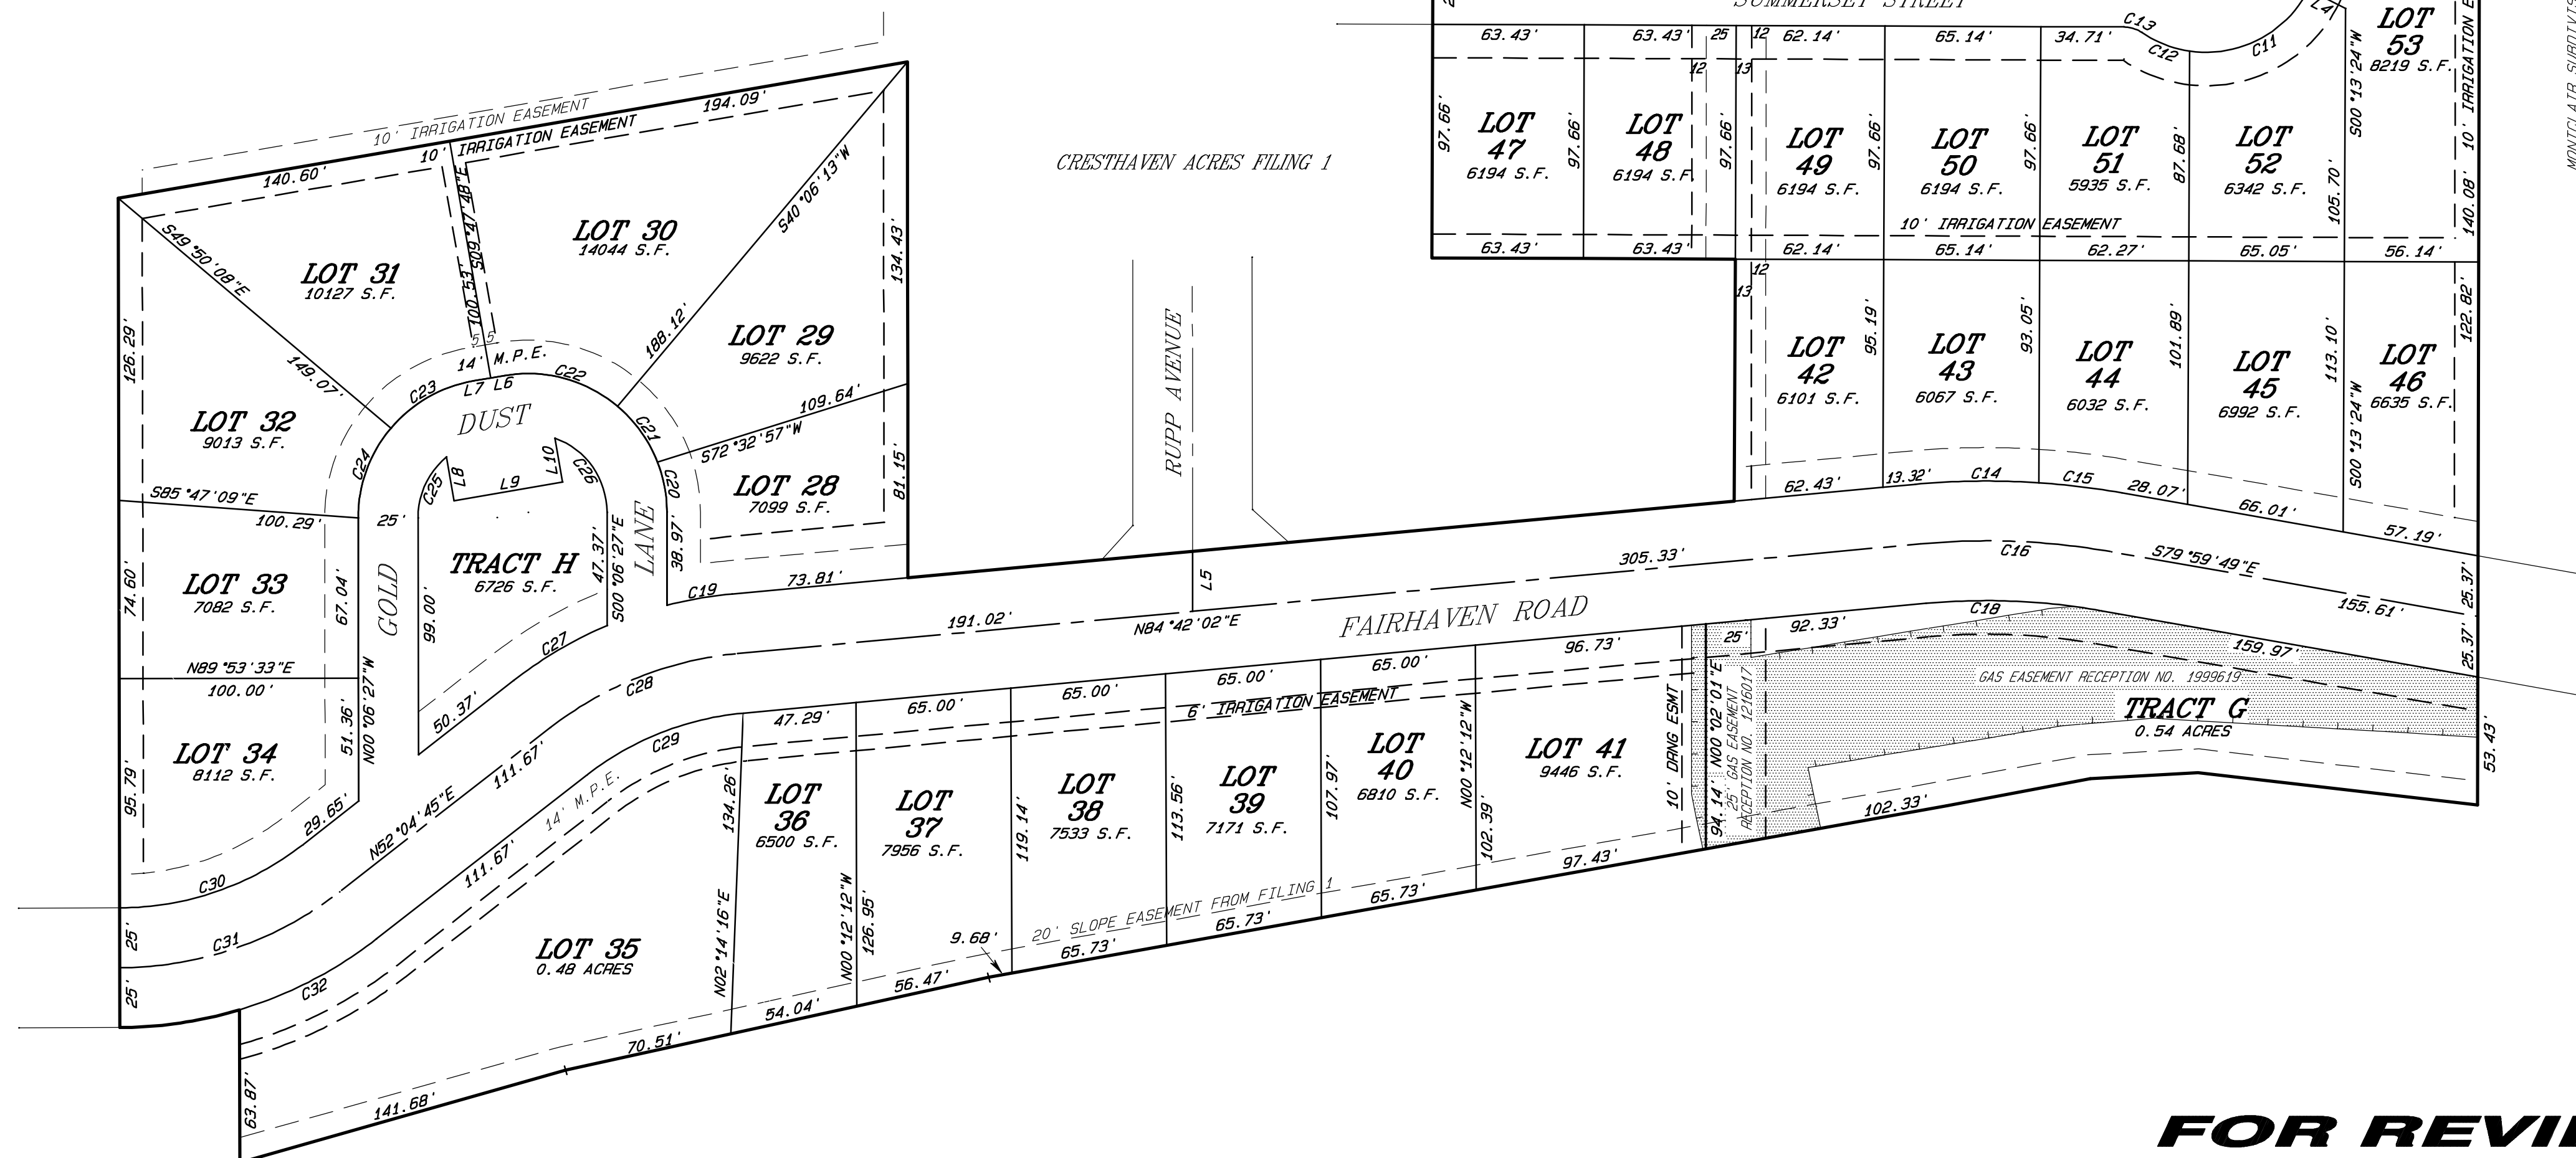 SUMMERSET STREET
63.43'
63.43'
25
12
62.14'
65.14'
34.71'
C13
C12
C11
L4
12
13
97.66'
LOT
47
6194 S.F.
97.66'
LOT
48
6194 S.F.
97.66'
LOT
49
6194 S.F.
97.66'
LOT
50
6194 S.F.
97.66'
LOT
51
5935 S.F.
87.68'
LOT
52
6342 S.F.
105.70'
S00°13'24"W
LOT
53
8219 S.F.
140.08'
10' IRRIGATION E
10' IRRIGATION EASEMENT
63.43'
63.43'
62.14'
65.14'
62.27'
65.05'
56.14'
12
13
LOT
42
6101 S.F.
95.19'
LOT
43
6067 S.F.
93.05'
LOT
44
6032 S.F.
101.89'
LOT
45
6992 S.F.
113.10'
S00°13'24"W
LOT
46
6635 S.F.
122.82'
62.43'
13.32'
C14
C15
28.07'
66.01'
57.19'
10' IRRIGATION EASEMENT
10' IRRIGATION EASEMENT
194.09'
140.60'
S49°50'08"E
149.07'
100.53'
S09°47'48"E
5
5
S40°06'13"W
188.12'
134.43'
LOT 30
14044 S.F.
LOT 31
10127 S.F.
LOT 29
9622 S.F.
109.64'
S72°32'57"W
126.29'
LOT 32
9013 S.F.
14' M.P.E.
C23
L7
L6
C22
C21
C20
C24
DUST
L8
L9
L10
C25
C26
S85°47'09"E
100.29'
25'
LOT 28
7099 S.F.
81.15'
TRACT H
6726 S.F.
47.37'
S00°06'27"E
LANE
38.97'
C19
73.81'
74.60'
LOT 33
7082 S.F.
67.04'
GOLD
99.00'
C27
50.37'
N89°53'33"E
100.00'
51.36'
N00°06'27"W
LOT 34
8112 S.F.
95.79'
29.65'
C30
25'
C31
25'
C32
CRESTHAVEN ACRES FILING 1
RUPP AVENUE
L5
191.02'
N84°42'02"E
305.33'
FAIRHAVEN ROAD
C16
S79°59'49"E
155.61'
25.37'
25.37'
C28
111.67'
N52°04'45"E
C29
14' M.P.E.
111.67'
47.29'
65.00'
65.00'
65.00'
65.00'
96.73'
92.33'
C18
159.97'
6' IRRIGATION EASEMENT
134.26'
N02°14'16"E
LOT
36
6500 S.F.
N00°12'12"W
126.95'
LOT
37
7956 S.F.
119.14'
LOT
38
7533 S.F.
113.56'
LOT
39
7171 S.F.
107.97'
LOT
40
6810 S.F.
N00°12'12"W
102.39'
LOT 41
9446 S.F.
10' DRNG ESMT
25'
94.14' N00°02'01"E
25' GAS EASEMENT
RECEPTION NO. 1216017
GAS EASEMENT RECEPTION NO. 1999619
TRACT G
0.54 ACRES
53.43'
102.33'
97.43'
65.73'
65.73'
65.73'
20' SLOPE EASEMENT FROM FILING 1
9.68'
56.47'
54.04'
70.51'
LOT 35
0.48 ACRES
63.87'
141.68'
FOR REVI